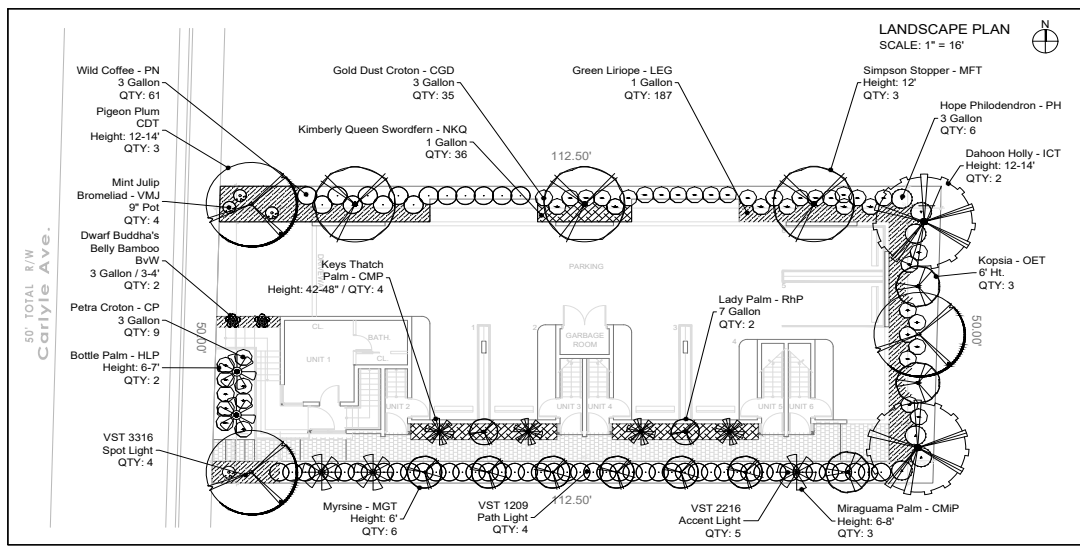 LANDSCAPE PLAN
SCALE: 1" = 16'
N
Wild Coffee - PN
3 Gallon
QTY: 61
Pigeon Plum
CDT
Height: 12-14'
QTY: 3
Mint Julip
Bromeliad - VMJ
9" Pot
QTY: 4
Dwarf Buddha's
Belly Bamboo
BvW
3 Gallon / 3-4'
QTY: 2
Petra Croton - CP
3 Gallon
QTY: 9
Bottle Palm - HLP
Height: 6-7'
QTY: 2
VST 3316
Spot Light
QTY: 4
Gold Dust Croton - CGD
3 Gallon
QTY: 35
Kimberly Queen Swordfern - NKQ
1 Gallon
QTY: 36
Green Liriope - LEG
1 Gallon
QTY: 187
Simpson Stopper - MFT
Height: 12'
QTY: 3
Hope Philodendron - PH
3 Gallon
QTY: 6
Dahoon Holly - ICT
Height: 12-14'
QTY: 2
Kopsia - OET
6' Ht.
QTY: 3
Keys Thatch
Palm - CMP
Height: 42-48" / QTY: 4
Lady Palm - RhP
7 Gallon
QTY: 2
Myrsine - MGT
Height: 6'
QTY: 6
VST 1209
Path Light
QTY: 4
VST 2216
Accent Light
QTY: 5
Miraguama Palm - CMiP
Height: 6-8'
QTY: 3
50' TOTAL R/W
Carlyle Ave.
112.50'
50.00'
50.00'
112.50'
PARKING
CL.
BATH.
CL.
UNIT 1
UNIT 2
GARBAGE
ROOM
UNIT 3
UNIT 4
UNIT 5
UNIT 6
1
2
3
4